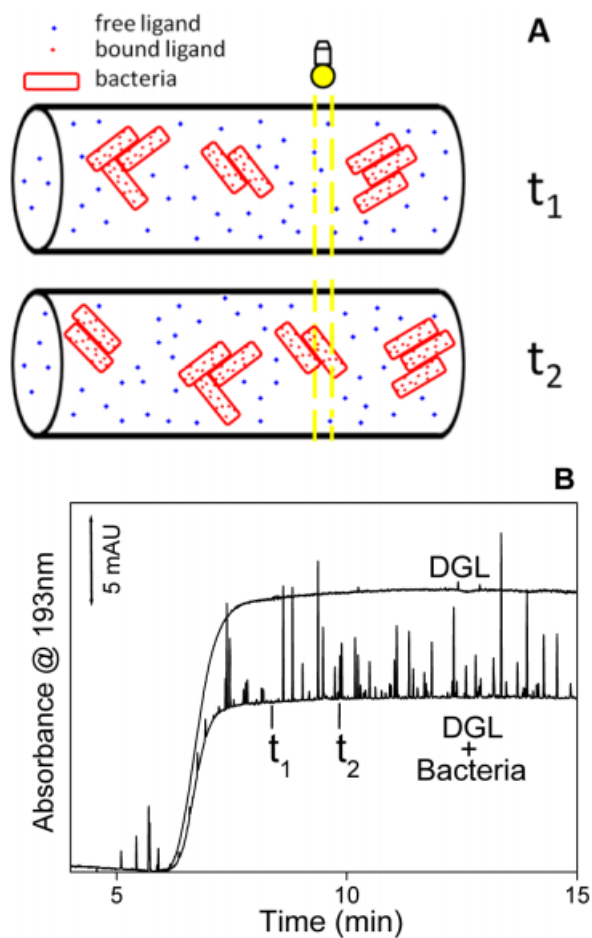 free ligand
A
bound ligand
bacteria
t1
t2
B
5 mAU
DGL
Absorbance @ 193nm
t1
t2
DGL
+
Bacteria
5
10
15
Time (min)